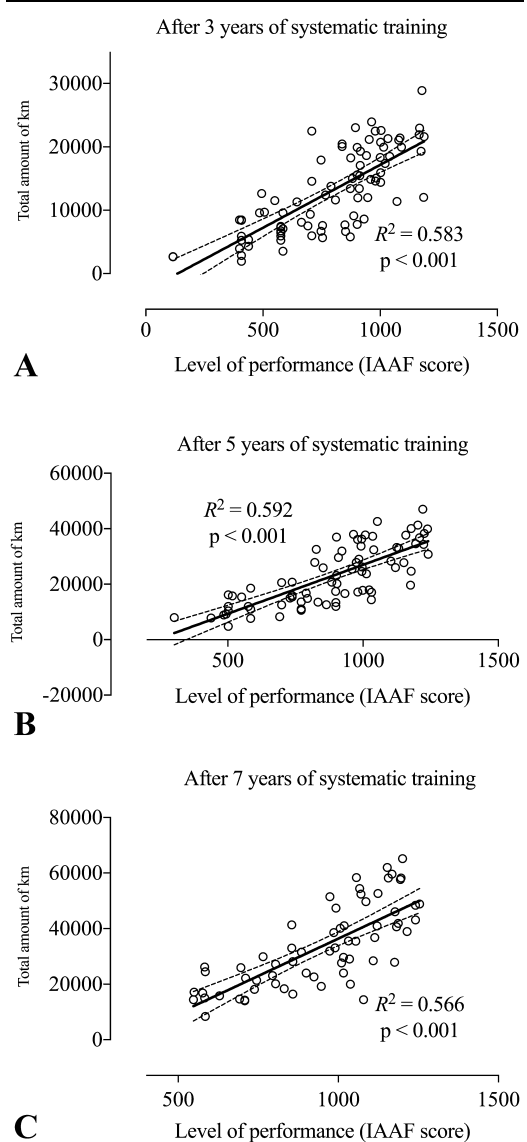 After 3 years of systematic training
Total amount of km
30000
20000
10000
0
R² = 0.583
p < 0.001
0 500 1000 1500
Level of performance (IAAF score)
A
After 5 years of systematic training
Total amount of km
60000
40000
20000
0
-20000
R² = 0.592
p < 0.001
500 1000 1500
Level of performance (IAAF score)
B
After 7 years of systematic training
Total amount of km
80000
60000
40000
20000
0
R² = 0.566
p < 0.001
500 1000 1500
Level of performance (IAAF score)
C